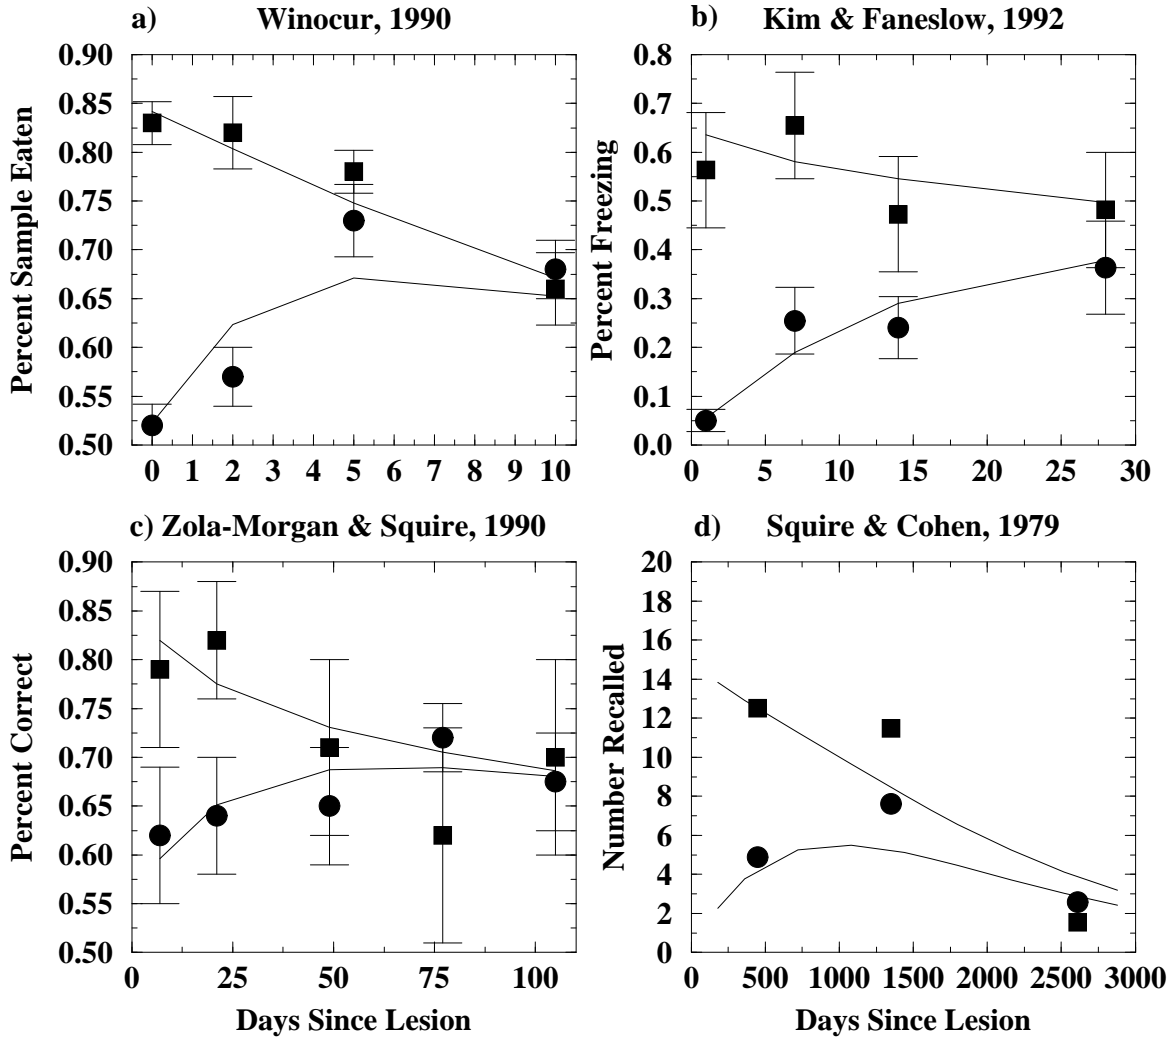 a) Winocur, 1990
Percent Sample Eaten
0.90
0.85
0.80
0.75
0.70
0.65
0.60
0.55
0.50
0 1 2 3 4 5 6 7 8 9 10
b) Kim & Faneslow, 1992
Percent Freezing
0.8
0.7
0.6
0.5
0.4
0.3
0.2
0.1
0.0
0 5 10 15 20 25 30
c) Zola-Morgan & Squire, 1990
Percent Correct
0.90
0.85
0.80
0.75
0.70
0.65
0.60
0.55
0.50
0 25 50 75 100
Days Since Lesion
d) Squire & Cohen, 1979
Number Recalled
20
18
16
14
12
10
8
6
4
2
0
0 500 1000 1500 2000 2500 3000
Days Since Lesion